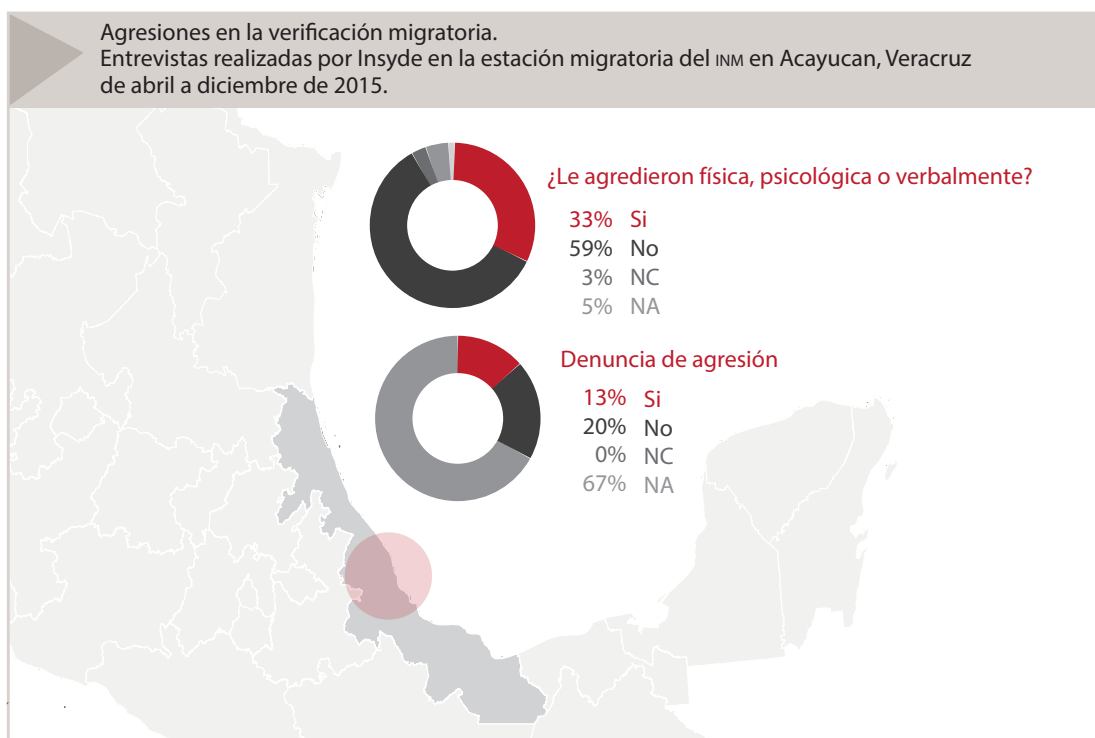 Agresiones en la verificación migratoria.
Entrevistas realizadas por Insyde en la estación migratoria del INM en Acayucan, Veracruz
de abril a diciembre de 2015.
¿Le agredieron física, psicológica o verbalmente?
33% Si
59% No
3% NC
5% NA
Denuncia de agresión
13% Si
20% No
0% NC
67% NA